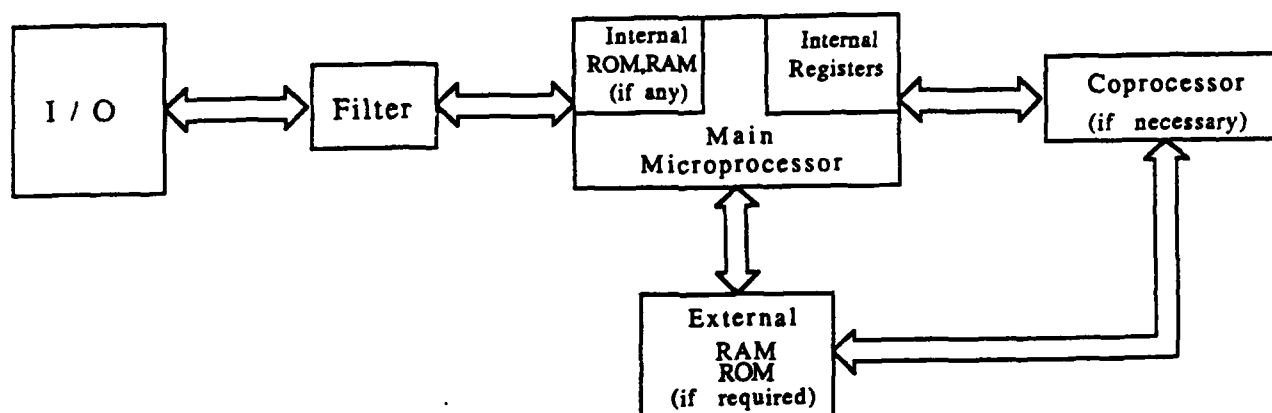 I / O
Filter
Internal
ROM,RAM
(if any)
Internal
Registers
Main
Microprocessor
Coprocessor
(if necessary)
External
RAM
ROM
(if required)